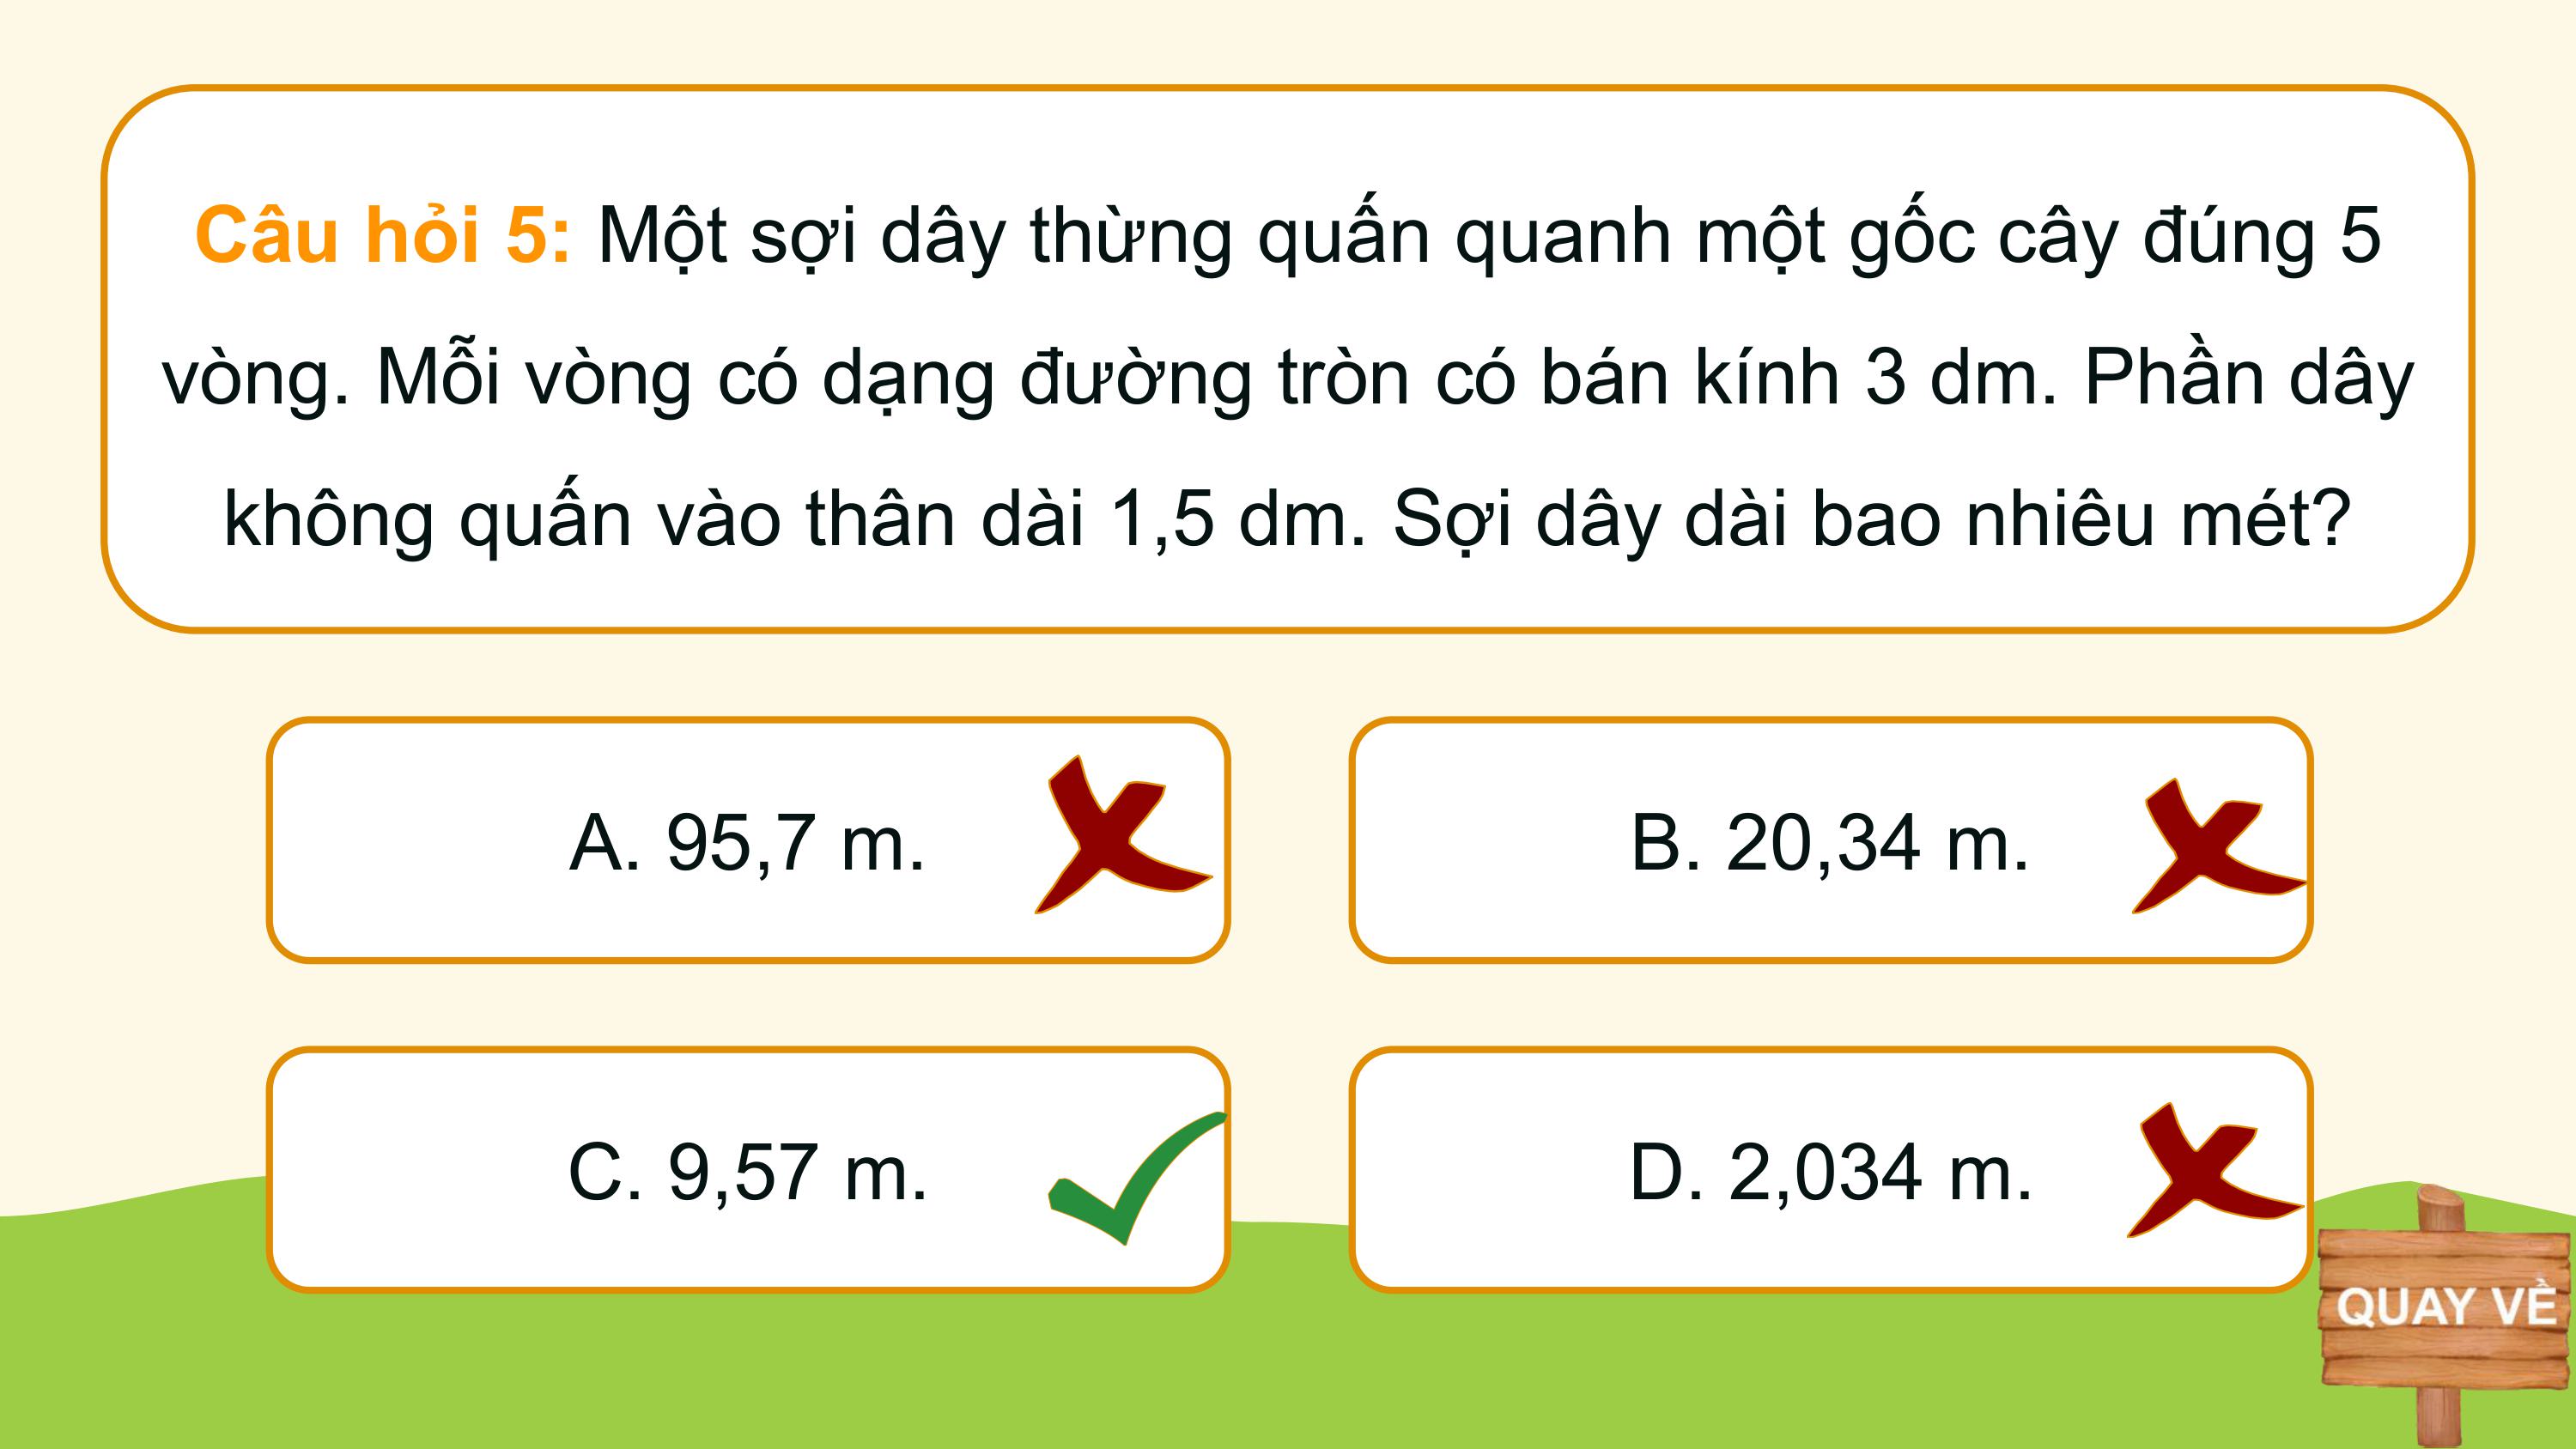 Câu hỏi 5: Một sợi dây thừng quấn quanh một gốc cây đúng 5
vòng. Mỗi vòng có dạng đường tròn có bán kính 3 dm. Phần dây
không quấn vào thân dài 1,5 dm. Sợi dây dài bao nhiêu mét?
A. 95,7 m.
B. 20,34 m.
C. 9,57 m.
D. 2,034 m.
QUAY VỀ